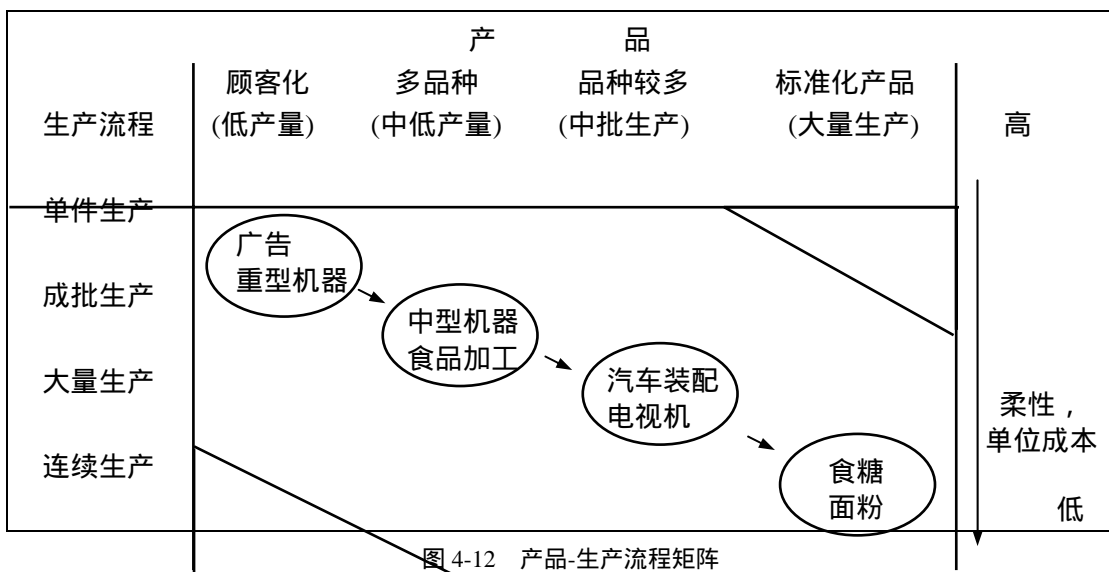 产 品
顾客化 多品种 品种较多 标准化产品
生产流程 (低产量) (中低产量) (中批生产) (大量生产) 高
单件生产
广告
重型机器
成批生产
中型机器
食品加工
大量生产
汽车装配
电视机
柔性，
单位成本
连续生产
食糖
面粉
低
图 4-12 产品-生产流程矩阵